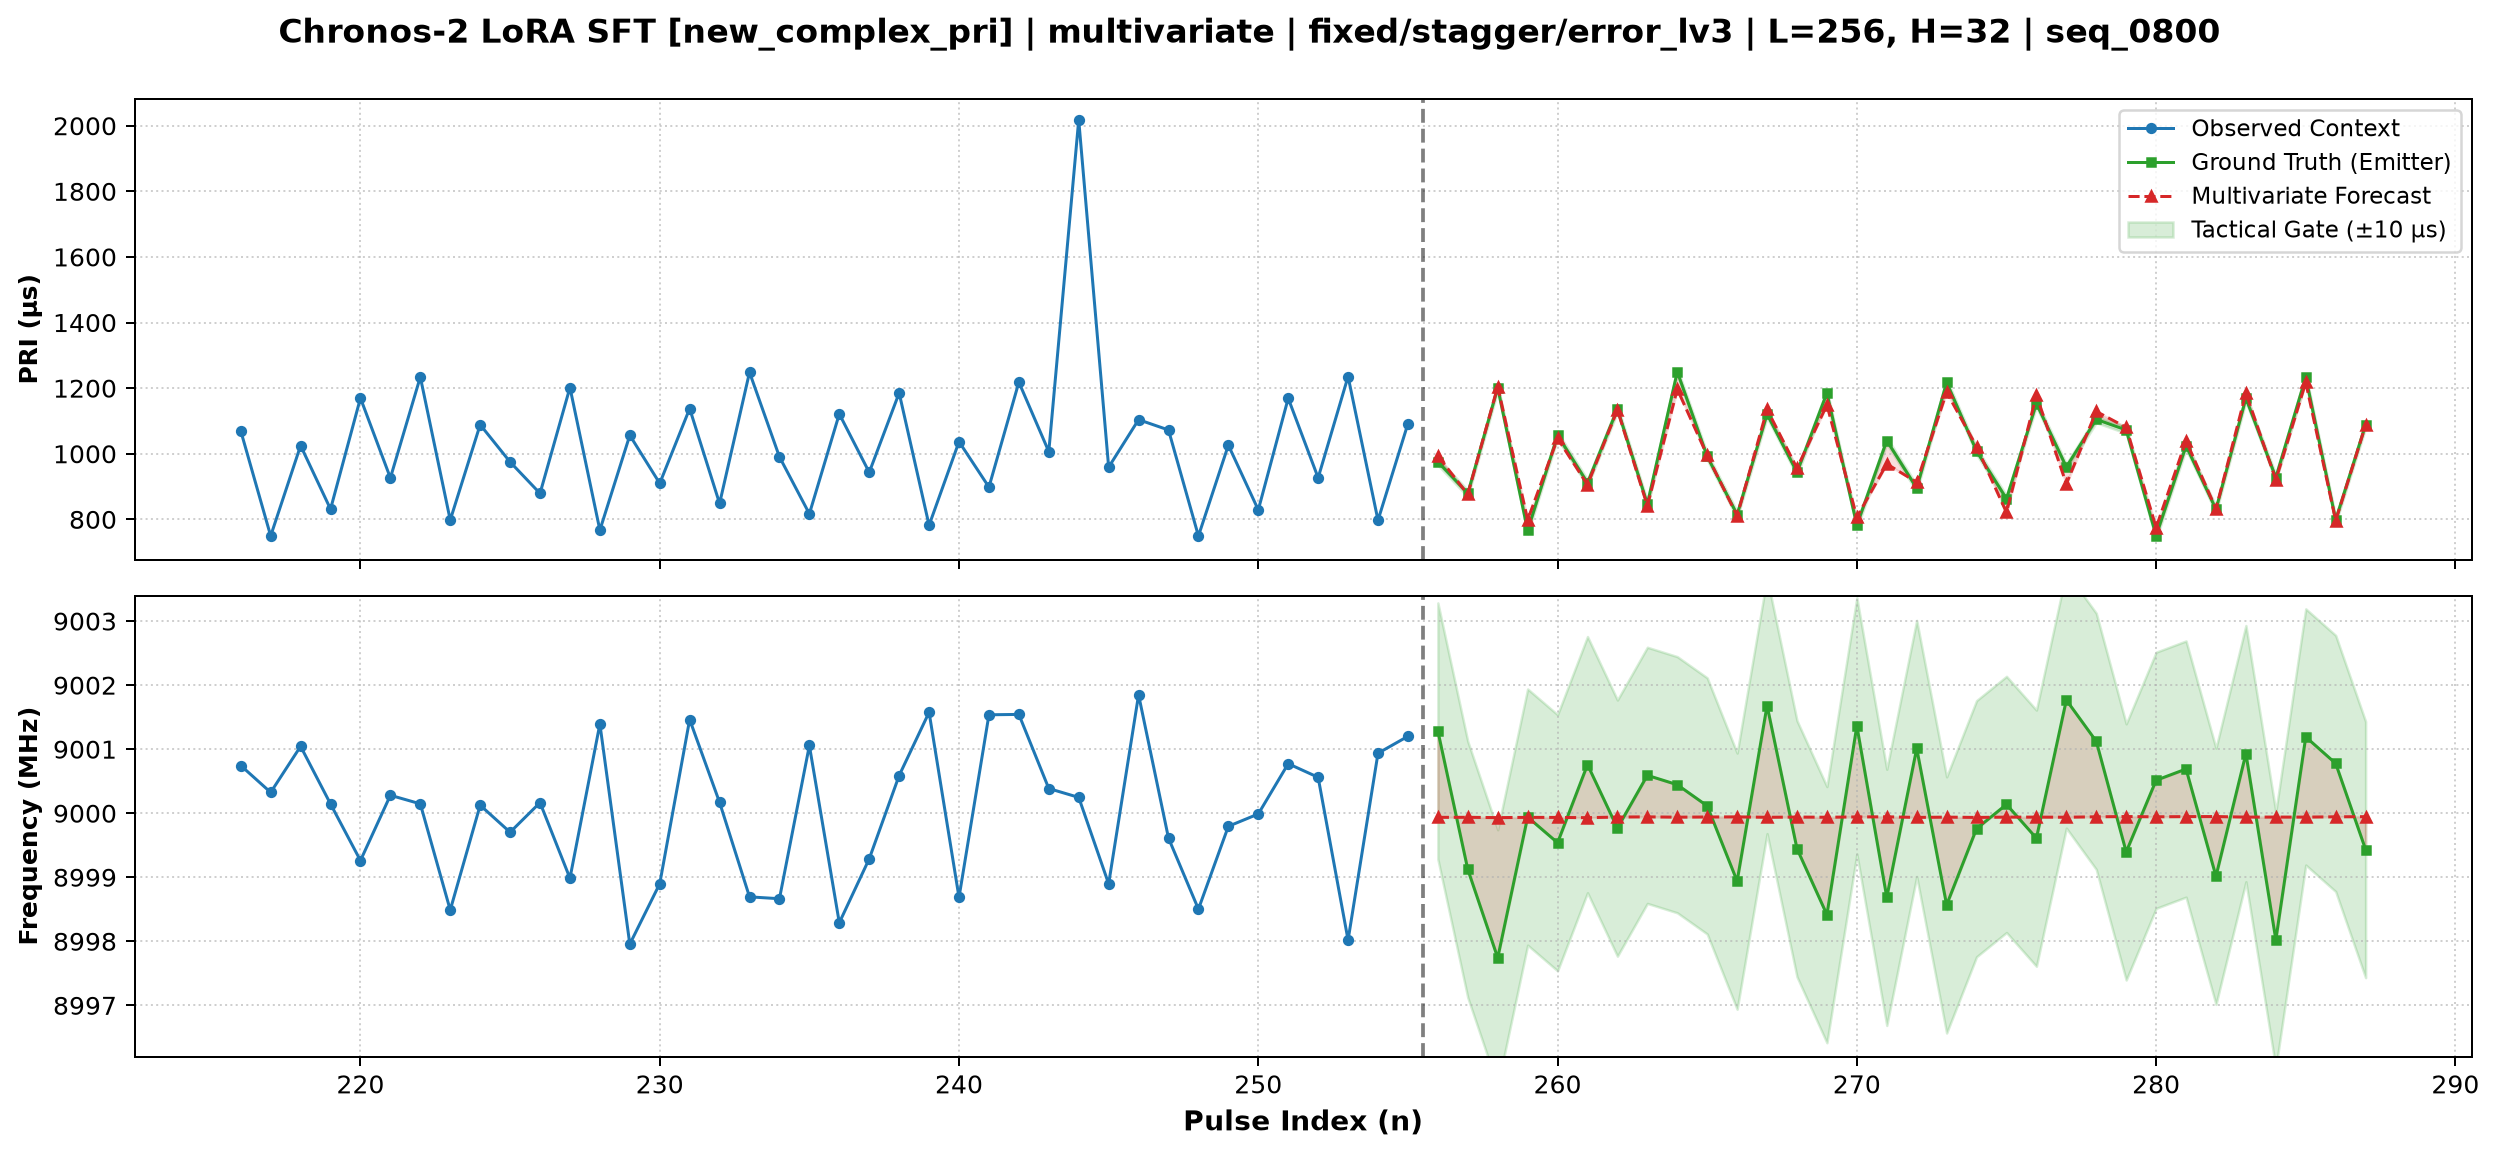 Chronos-2 LoRA SFT [new_complex_pri] | multivariate | fixed/stagger/error_lv3 | L=256, H=32 | seq_0800
PRI (µs)
2000
1800
1600
1400
1200
1000
800
Observed Context
Ground Truth (Emitter)
Multivariate Forecast
Tactical Gate (±10 µs)
Frequency (MHz)
9003
9002
9001
9000
8999
8998
8997
220 230 240 250 260 270 280 290
Pulse Index (n)